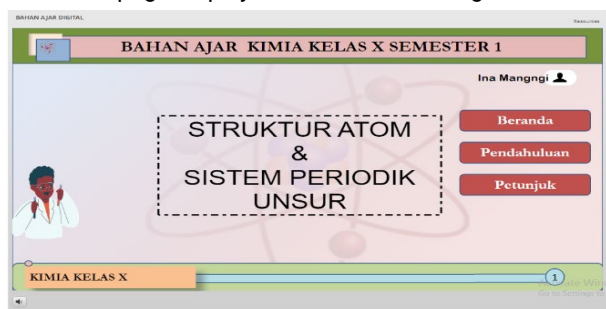 BAHAN AJAR DIGITAL
Resources
BAHAN AJAR KIMIA KELAS X SEMESTER 1
Ina Mangngi
STRUKTUR ATOM
&
SISTEM PERIODIK
UNSUR
Beranda
Pendahuluan
Petunjuk
KIMIA KELAS X
1